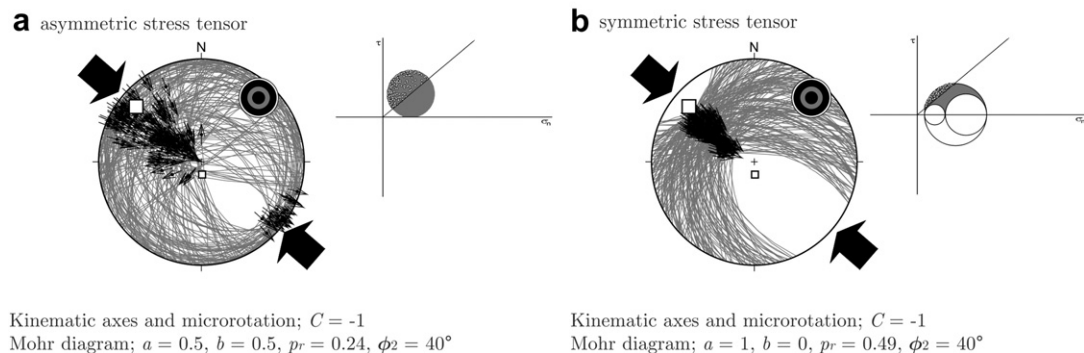 a asymmetric stress tensor
N
τ
σn
Kinematic axes and microrotation; C = -1
Mohr diagram; a = 0.5, b = 0.5, pr = 0.24, ϕ2 = 40°
b symmetric stress tensor
N
τ
σn
Kinematic axes and microrotation; C = -1
Mohr diagram; a = 1, b = 0, pr = 0.49, ϕ2 = 40°